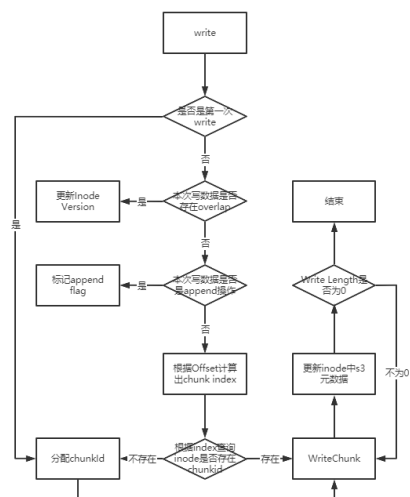 write
是否是第一次
write
否
更新Inode
Version
是
本次写数据是否
存在overlap
结束
是
否
标记append
flag
是
本次写数据是否
是append操作
Write Length是
否为0
否
根据Offset计算
出chunk index
更新inode中s3
元数据
不为0
分配chunkId
不存在
根据index查询
inode是否存在
chunkid
存在
WriteChunk